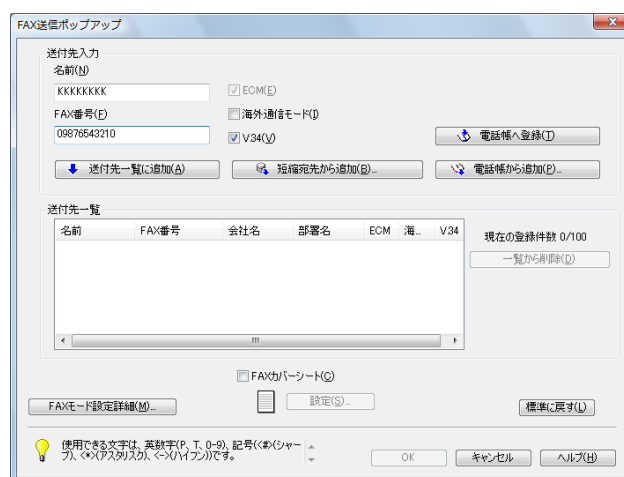 FAX送信ポップアップ
送付先入力
名前(N)
KKKKKKKK
ECM(E)
FAX番号(F)
海外通信モード(I)
09876543210
V34(V)
電話帳へ登録(T)
送付先一覧に追加(A)
短縮宛先から追加(B)...
電話帳から追加(P)...
送付先一覧
名前 FAX番号 会社名 部署名 ECM 海... V34
現在の登録件数 0/100
一覧から削除(D)
FAXカバーシート(C)
FAXモード設定詳細(M)...
設定(S)...
標準に戻す(L)
使用できる文字は、英数字(P, T, 0-9)、記号(<#>(シャー
プ)、<*>(アスタリスク)、<->(ハイフン))です。
OK
キャンセル
ヘルプ(H)